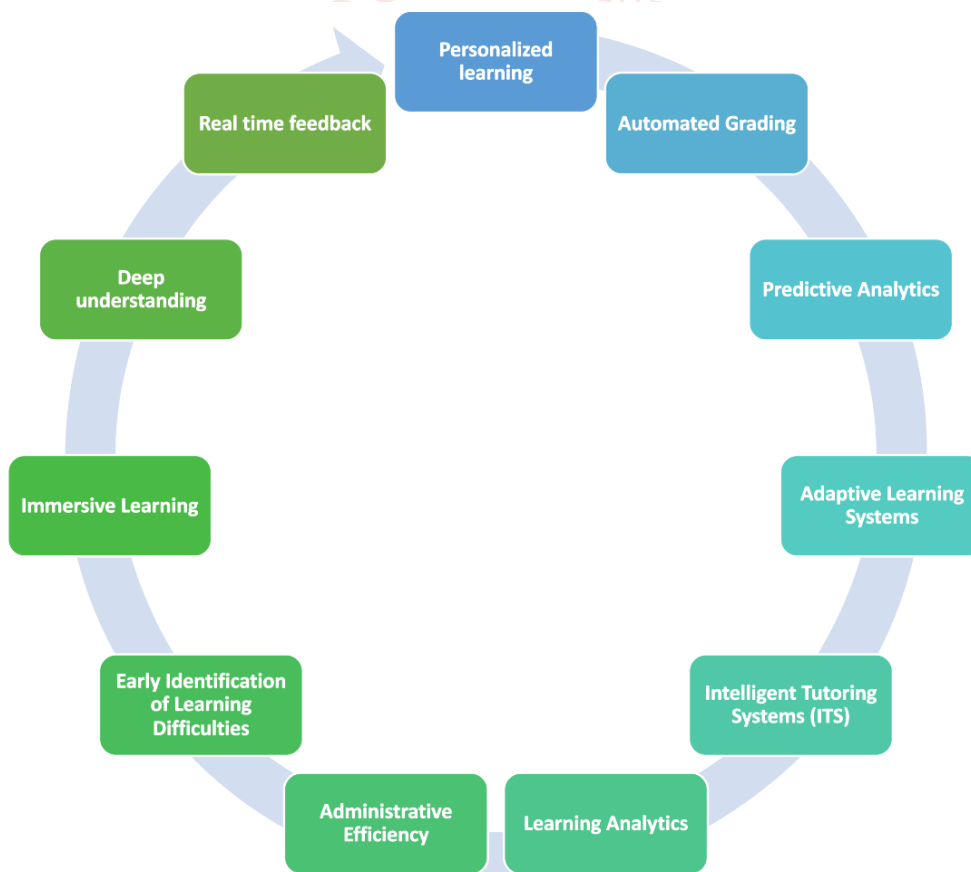 Personalized
learning
Automated Grading
Predictive Analytics
Adaptive Learning
Systems
Intelligent Tutoring
Systems (ITS)
Learning Analytics
Administrative
Efficiency
Early Identification
of Learning
Difficulties
Immersive Learning
Deep
understanding
Real time feedback